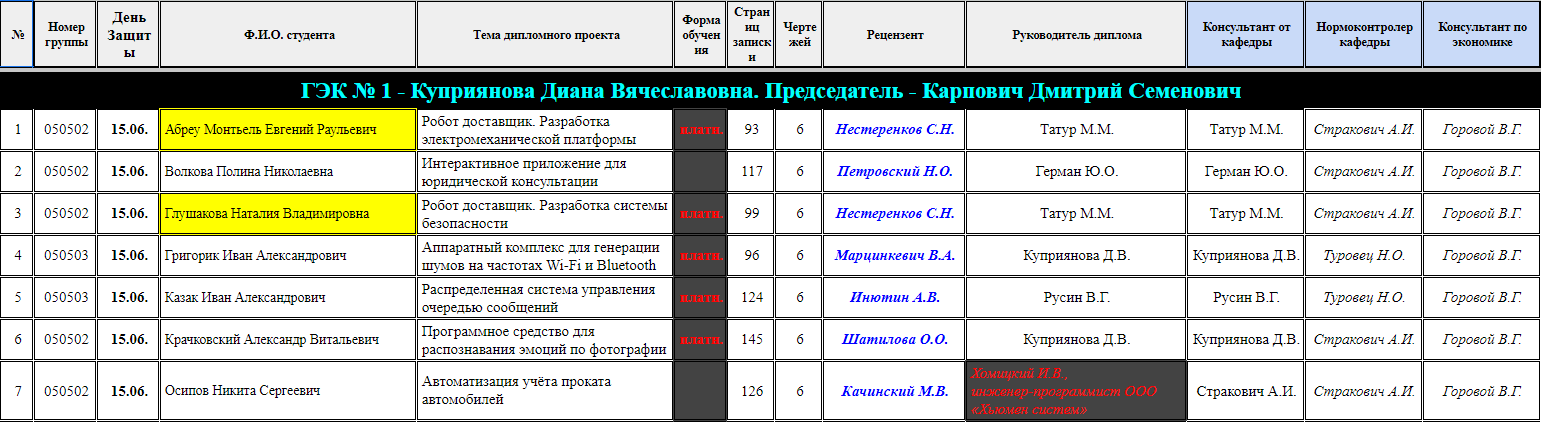 № Номер группы День Защиты Ф.И.О. студента Тема дипломного проекта Форма обучения Страниц записки Чертежей Рецензент Руководитель диплома Консультант от кафедры Нормоконтролер кафедры Консультант по экономике
ГЭК № 1 - Куприянова Диана Вячеславовна. Председатель - Карпович Дмитрий Семенович
1 050502 15.06. Абреу Монтьель Евгений Раульевич Робот доставщик. Разработка электромеханической платформы платн. 93 6 Нестеренков С.Н. Татур М.М. Татур М.М. Стракович А.И. Горовой В.Г.
2 050502 15.06. Волкова Полина Николаевна Интерактивное приложение для юридической консультации 117 6 Петровский Н.О. Герман Ю.О. Герман Ю.О. Стракович А.И. Горовой В.Г.
3 050502 15.06. Глушакова Наталия Владимировна Робот доставщик. Разработка системы безопасности платн. 99 6 Нестеренков С.Н. Татур М.М. Татур М.М. Стракович А.И. Горовой В.Г.
4 050503 15.06. Григорик Иван Александрович Аппаратный комплекс для генерации шумов на частотах Wi-Fi и Bluetooth платн. 96 6 Марцинкевич В.А. Куприянова Д.В. Куприянова Д.В. Туровец Н.О. Горовой В.Г.
5 050503 15.06. Казак Иван Александрович Распределенная система управления очередью сообщений платн. 124 6 Инютин А.В. Русин В.Г. Русин В.Г. Туровец Н.О. Горовой В.Г.
6 050502 15.06. Крачковский Александр Витальевич Программное средство для распознавания эмоций по фотографии платн. 145 6 Шатилова О.О. Куприянова Д.В. Куприянова Д.В. Стракович А.И. Горовой В.Г.
7 050502 15.06. Осипов Никита Сергеевич Автоматизация учёта проката автомобилей 126 6 Качинский М.В. Хомицкий И.В., инженер-программист ООО «Хьюмен систем» Стракович А.И. Стракович А.И. Горовой В.Г.